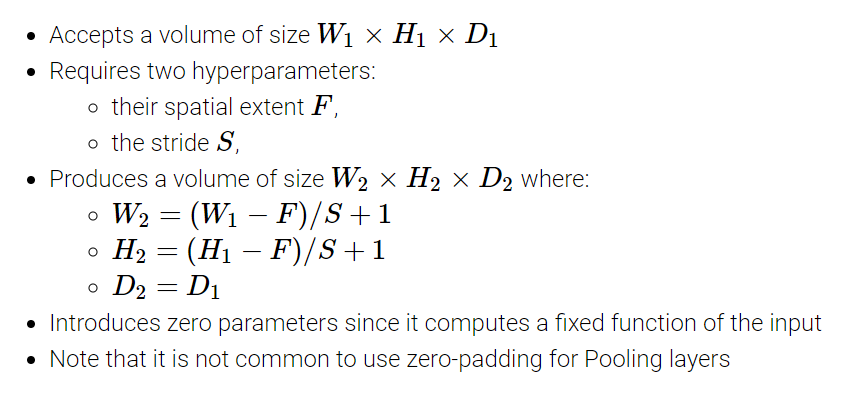 Accepts a volume of size W₁ × H₁ × D₁
Requires two hyperparameters:
their spatial extent F,
the stride S,
Produces a volume of size W₂ × H₂ × D₂ where:
W₂ = (W₁ − F)/S + 1
H₂ = (H₁ − F)/S + 1
D₂ = D₁
Introduces zero parameters since it computes a fixed function of the input
Note that it is not common to use zero-padding for Pooling layers